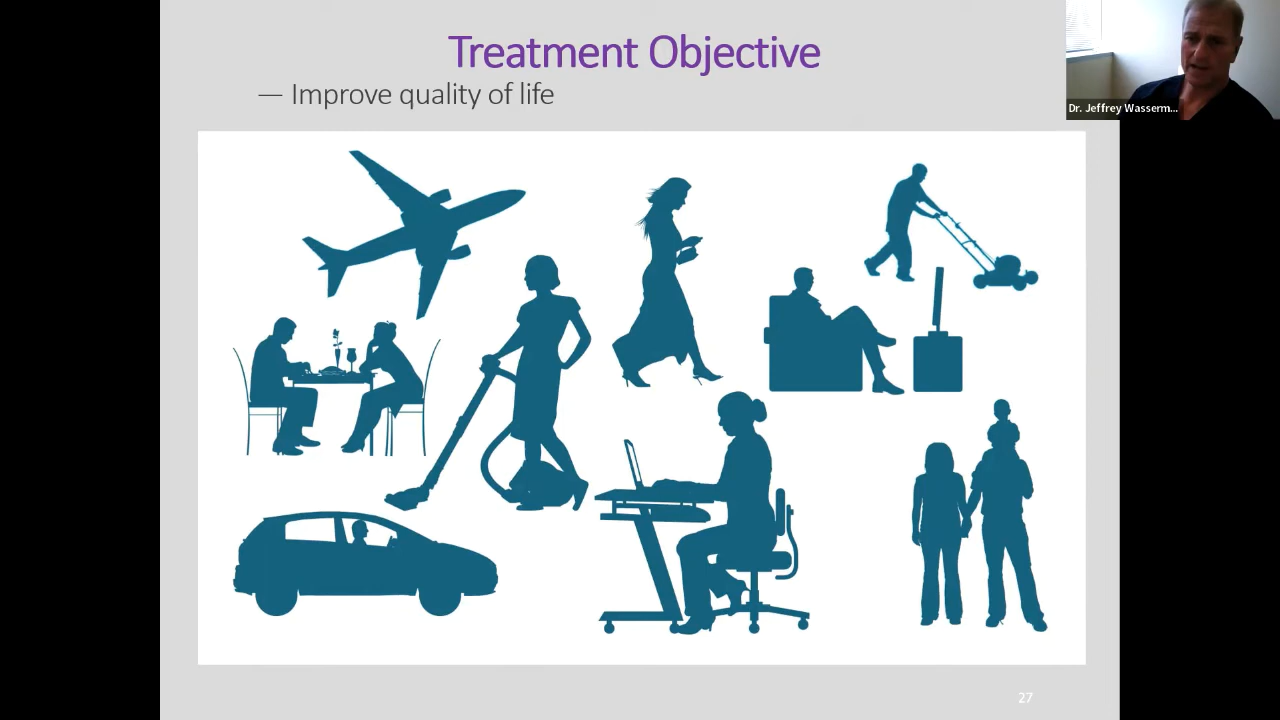 Treatment Objective
— Improve quality of life
Dr. Jeffrey Wasserm...
27